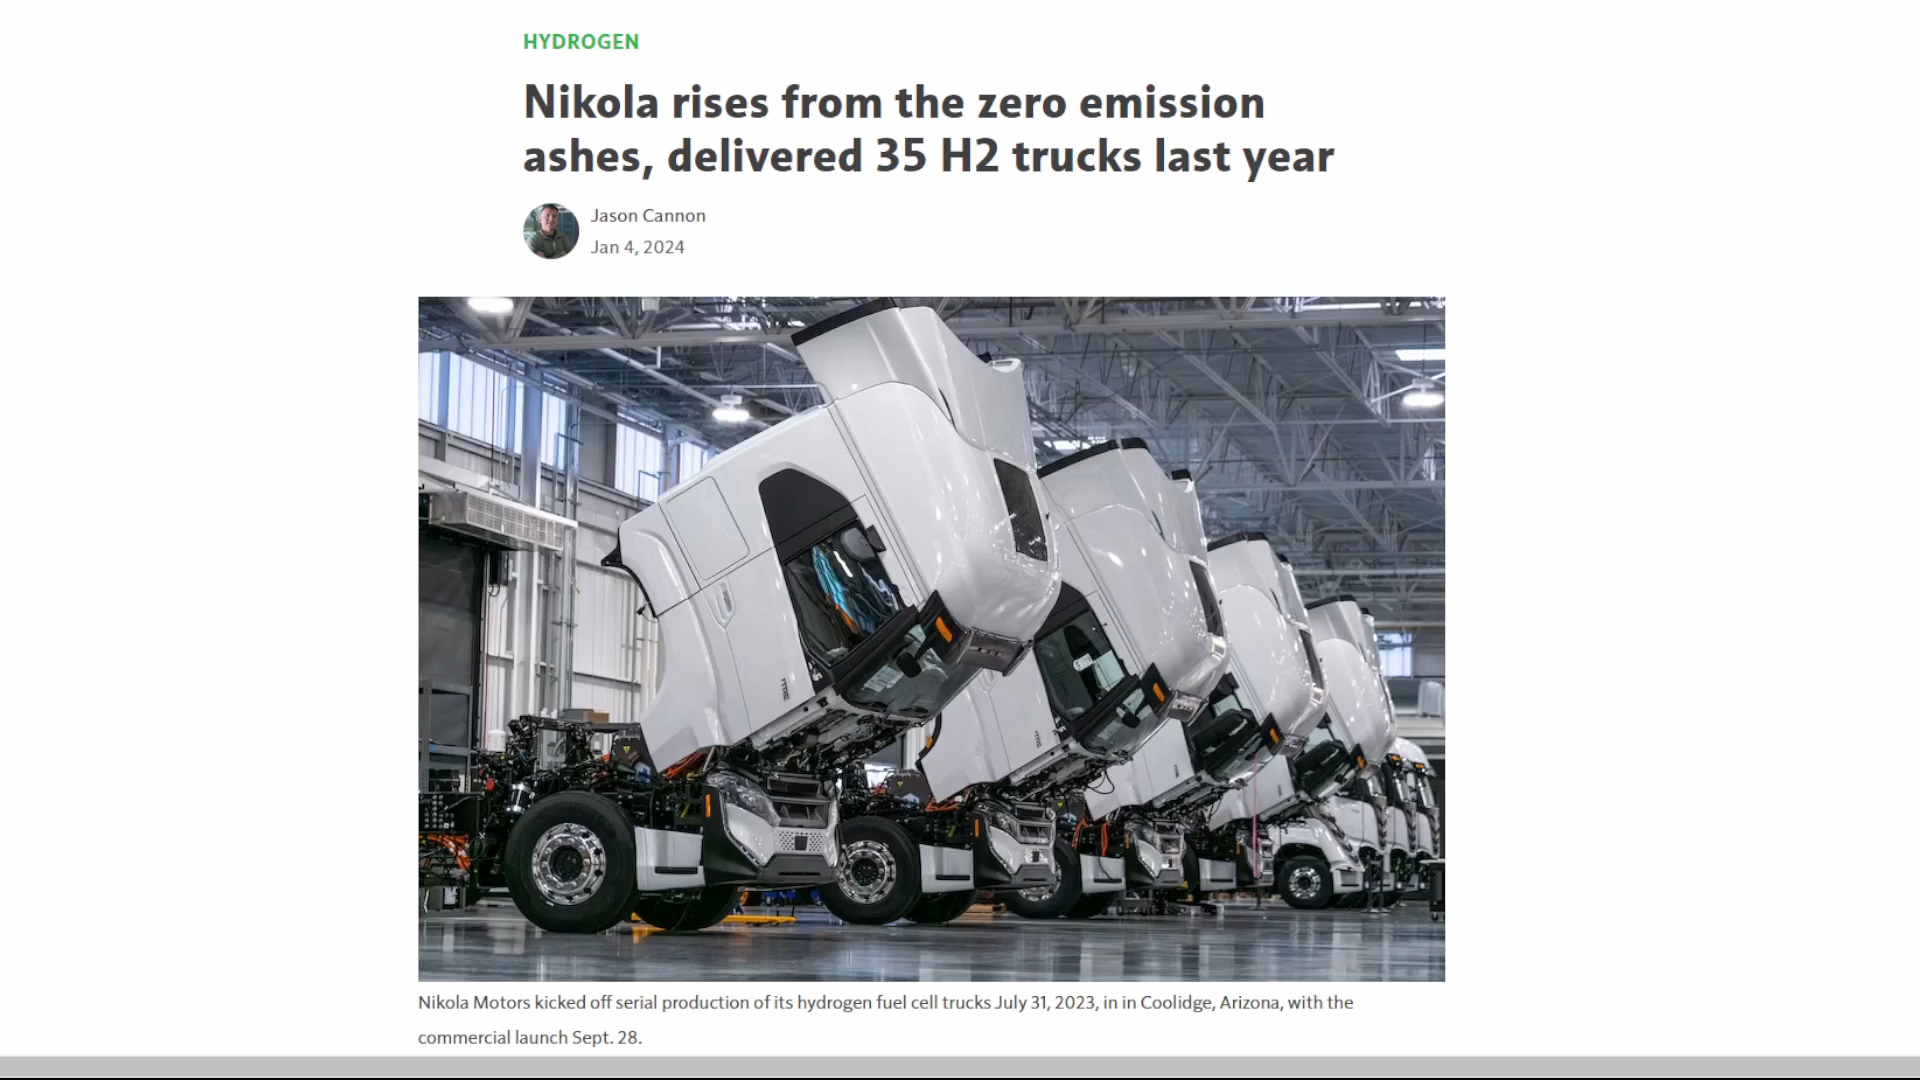 HYDROGEN
Nikola rises from the zero emission
ashes, delivered 35 H2 trucks last year
Jason Cannon
Jan 4, 2024
Nikola Motors kicked off serial production of its hydrogen fuel cell trucks July 31, 2023, in in Coolidge, Arizona, with the
commercial launch Sept. 28.